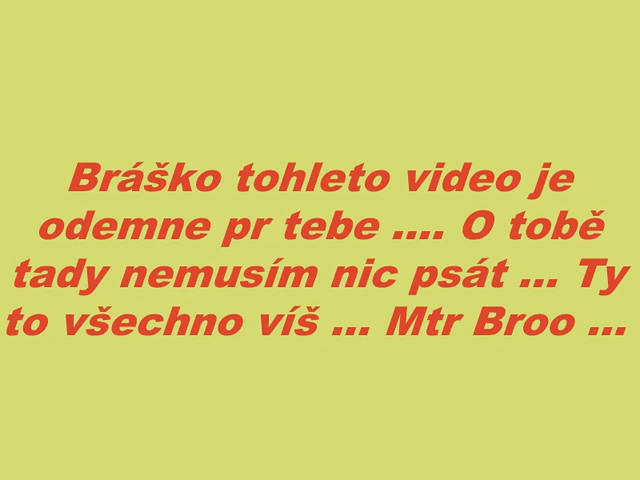 Bráško tohleto video je
odemne pr tebe .... O tobě
tady nemusím nic psát ... Ty
to všechno víš ... Mtr Broo ...